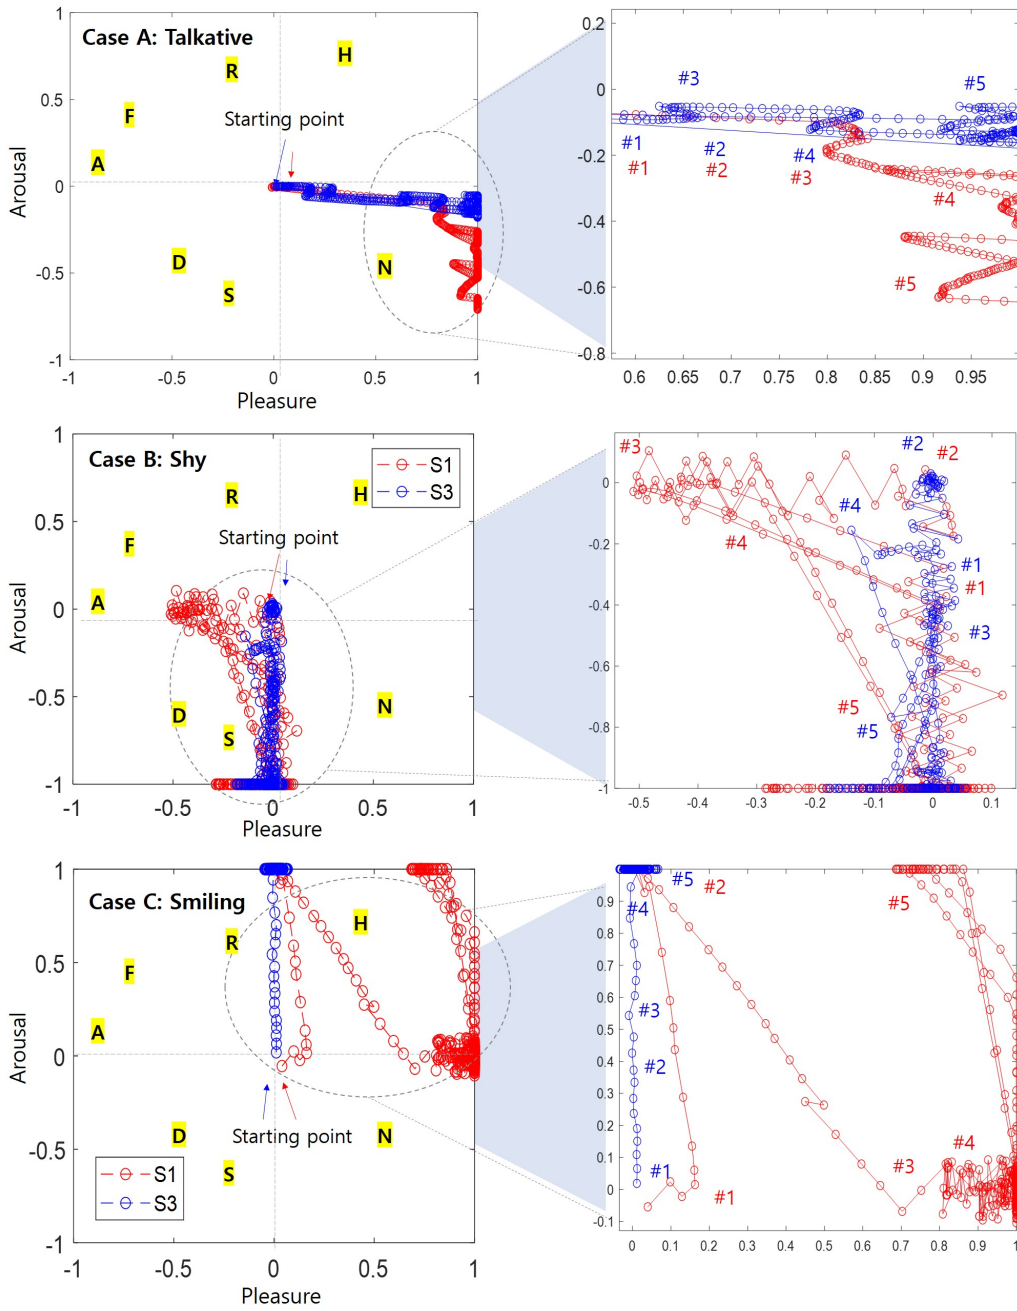 Case A: Talkative
H
R
F
Starting point
A
D
N
S
Arousal
Pleasure
1
0.5
0
-0.5
-1
-1
-0.5
0
0.5
1
0.2
0
-0.2
-0.4
-0.6
-0.8
0.6
0.65
0.7
0.75
0.8
0.85
0.9
0.95
#3
#5
#1
#2
#4
#1
#2
#3
#4
#5
Case B: Shy
S1
S3
R
H
F
Starting point
A
D
N
S
Arousal
Pleasure
1
0.5
0
-0.5
-1
-1
-0.5
0
0.5
1
#3
#2
#2
#4
#4
#1
#1
#3
#5
#5
0
-0.2
-0.4
-0.6
-0.8
-1
-0.5
-0.4
-0.3
-0.2
-0.1
0
0.1
Case C: Smiling
H
R
F
A
D
N
S
Starting point
S1
S3
Arousal
Pleasure
1
0.5
0
-0.5
-1
-1
-0.5
0
0.5
1
#5
#2
#4
#5
#3
#2
#1
#1
#3
#4
1
0.9
0.8
0.7
0.6
0.5
0.4
0.3
0.2
0.1
0
-0.1
0
0.1
0.2
0.3
0.4
0.5
0.6
0.7
0.8
0.9
1